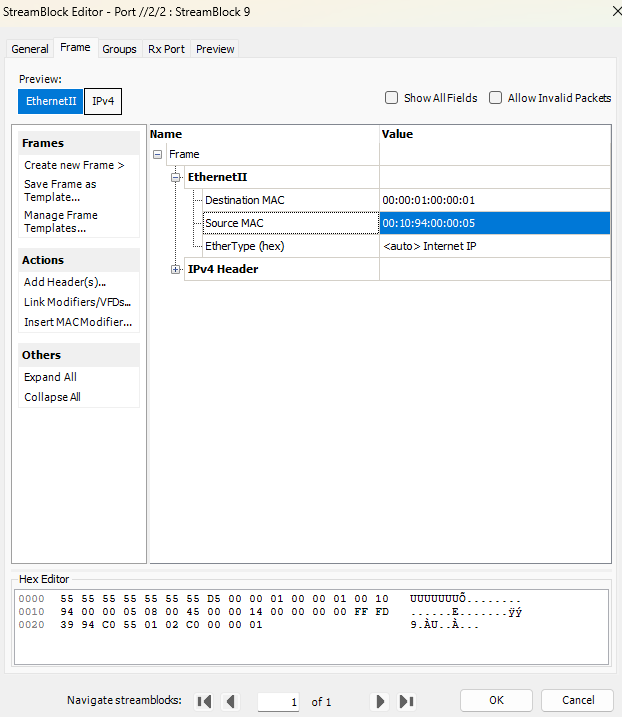 StreamBlock Editor - Port //2/2 : StreamBlock 9
General Frame Groups Rx Port Preview
Preview:
EthernetII IPv4
Show All Fields Allow Invalid Packets
Frames
Create new Frame >
Save Frame as
Template...
Manage Frame
Templates...
Actions
Add Header(s)...
Link Modifiers/VFDs...
Insert MAC Modifier...
Others
Expand All
Collapse All
Name Value
Frame
EthernetII
Destination MAC 00:00:01:00:00:01
Source MAC 00:10:94:00:00:05
EtherType (hex) <auto> Internet IP
IPv4 Header
Hex Editor
0000 55 55 55 55 55 55 55 D5 00 00 01 00 00 01 00 10 UUUUUUUÕ........
0010 94 00 00 05 08 00 45 00 00 14 00 00 00 00 FF FD ......E.......ÿý
0020 39 94 C0 55 01 02 C0 00 00 01 9.ÀU..À...
Navigate streamblocks: 1 of 1
OK Cancel